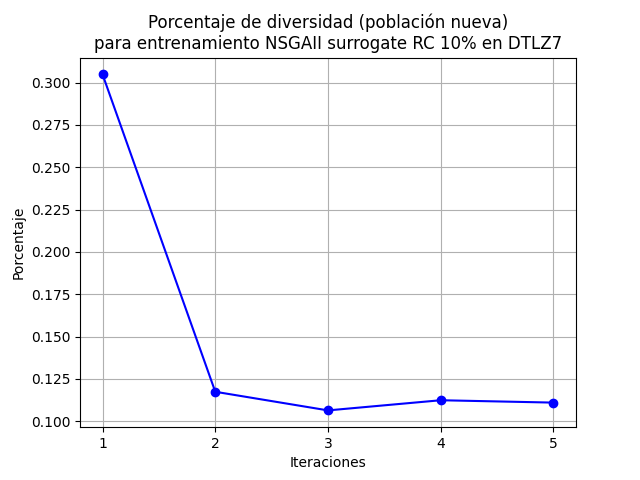 Porcentaje de diversidad (población nueva)
para entrenamiento NSGAII surrogate RC 10% en DTLZ7
0.300
0.275
0.250
0.225
0.200
0.175
0.150
0.125
0.100
Porcentaje
1 2 3 4 5
Iteraciones